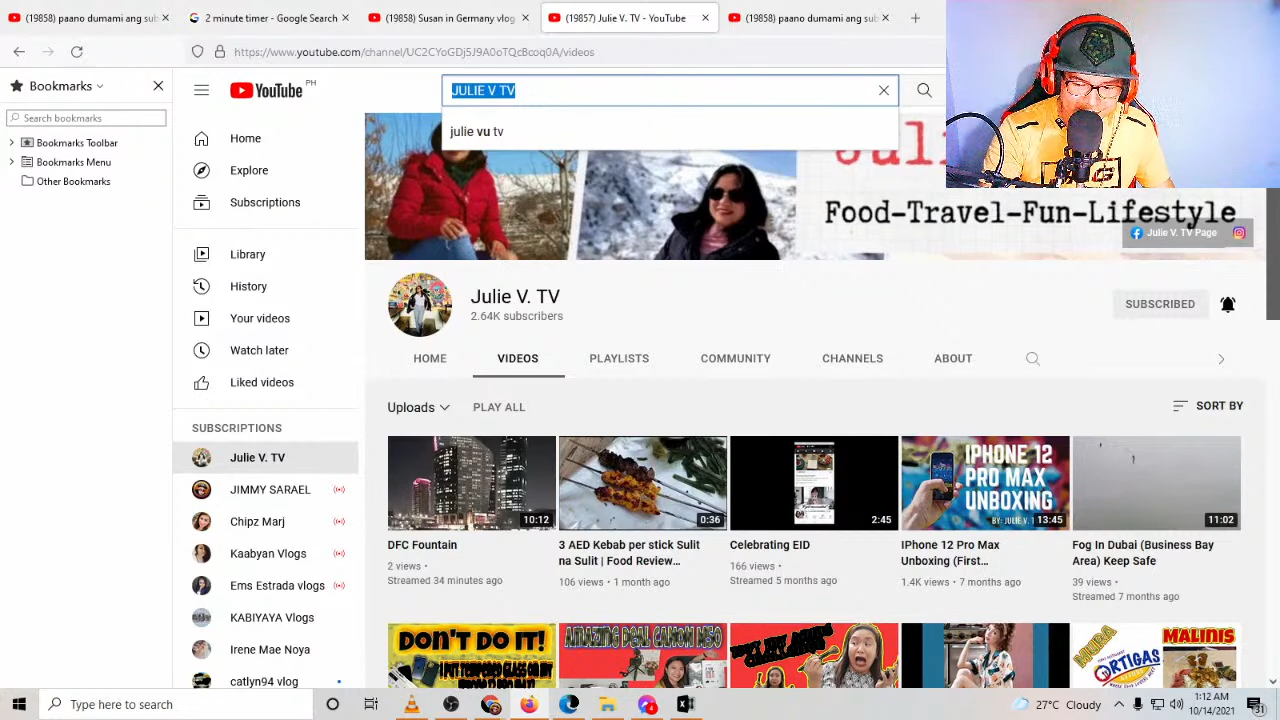 (19858) paano dumami ang sub
2 minute timer - Google Search
(19858) Susan in Germany vlog
(19857) Julie V. TV - YouTube
(19858) paano dumami ang sub
https://www.youtube.com/channel/UC2CYoGDj5J9A0oTQcBcoq0A/videos
Bookmarks
Search bookmarks
Bookmarks Toolbar
Bookmarks Menu
Other Bookmarks
YouTube PH
JULIE V TV
julie vu tv
Home
Explore
Subscriptions
Library
History
Your videos
Watch later
Liked videos
SUBSCRIPTIONS
Julie V. TV
JIMMY SARAEL
Chipz Marj
Kaabyan Vlogs
Ems Estrada vlogs
KABIYAYA Vlogs
Irene Mae Noya
catlyn94 vlog
Food-Travel-Fun-Lifestyle
Julie V. TV Page
Julie V. TV
2.64K subscribers
SUBSCRIBED
HOME
VIDEOS
PLAYLISTS
COMMUNITY
CHANNELS
ABOUT
Uploads
PLAY ALL
SORT BY
10:12
DFC Fountain
2 views •
Streamed 34 minutes ago
0:36
3 AED Kebab per stick Sulit
na Sulit | Food Review...
106 views • 1 month ago
2:45
Celebrating EID
166 views •
Streamed 5 months ago
IPHONE 12
PRO MAX
UNBOXING
BY: JULIE V.
13:45
IPhone 12 Pro Max
Unboxing (First...
1.4K views • 7 months ago
11:02
Fog In Dubai (Business Bay
Area) Keep Safe
39 views •
Streamed 7 months ago
DON'T DO IT!
AMAZING DEAL CANON M50
MURA
ORTIGAS
MALINIS
Type here to search
27°C Cloudy
1:12 AM
10/14/2021
31
4